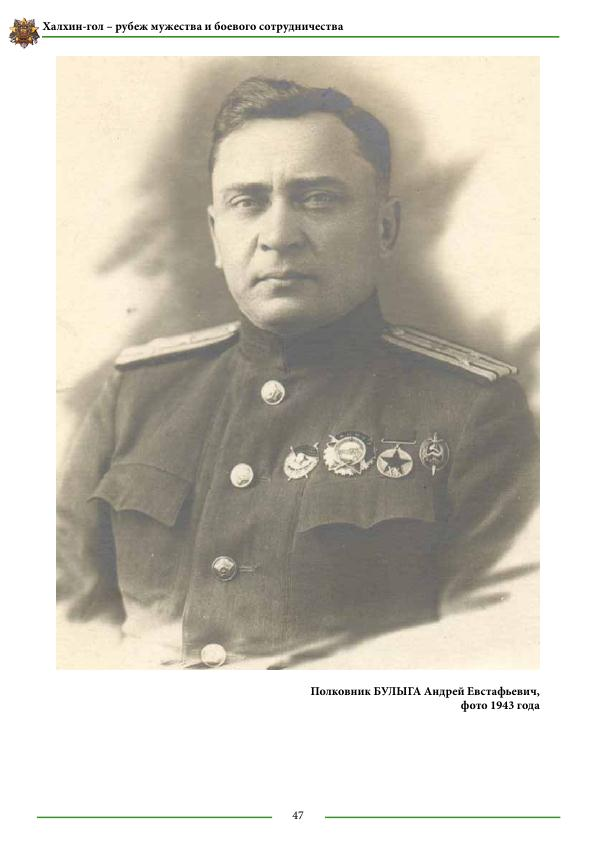 Халхин-гол – рубеж мужества и боевого сотрудничества
Полковник БУЛЫГА Андрей Евстафьевич,
фото 1943 года
47